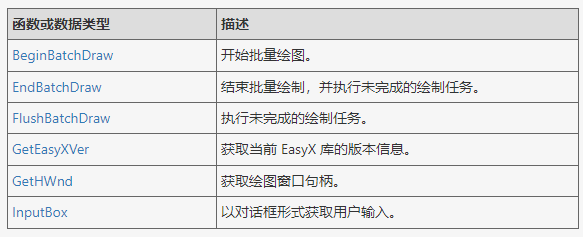 函数或数据类型 描述
BeginBatchDraw 开始批量绘图。
EndBatchDraw 结束批量绘制，并执行未完成的绘制任务。
FlushBatchDraw 执行未完成的绘制任务。
GetEasyXVer 获取当前 EasyX 库的版本信息。
GetHWnd 获取绘图窗口句柄。
InputBox 以对话框形式获取用户输入。